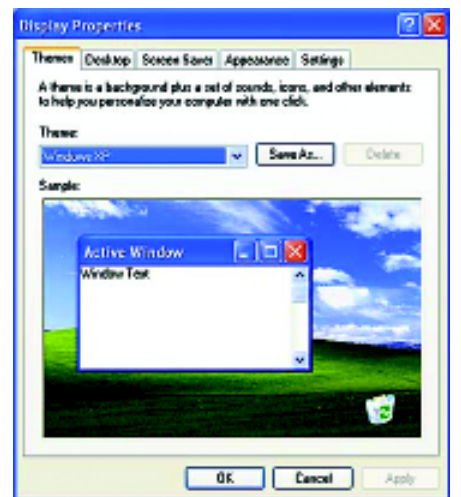 Display Properties
Themes Desktop Screen Saver Appearance Settings
A theme is a background plus a set of sounds, icons, and other elements
to help you personalize your computer with one click.
Theme:
Windows XP Save As... Delete
Sample:
Active Window
Window Text
OK Cancel Apply